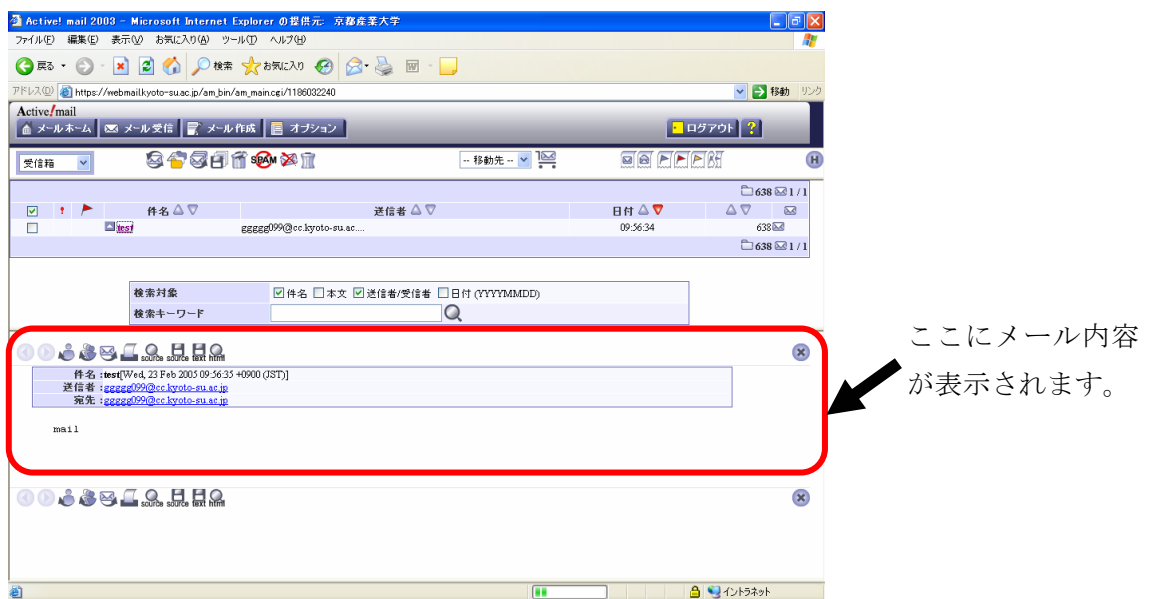 Active! mail 2003 - Microsoft Internet Explorer の提供元: 京都産業大学
ファイル(F) 編集(E) 表示(V) お気に入り(A) ツール(T) ヘルプ(H)
戻る 検索 お気に入り
アドレス(D) https://webmail.kyoto-su.ac.jp/am_bin/am_main.cgi/1186032240 移動 リンク
Active!mail
メールホーム メール受信 メール作成 オプション ログアウト ?
受信箱 SPAM -- 移動先 -- H
638 1 / 1
! 件名 送信者 日付
test ggggg099@cc.kyoto-su.ac.... 09:56:34 638
638 1 / 1
検索対象 件名 本文 送信者/受信者 日付 (YYYYMMDD)
検索キーワード
source source text html
件名 :test[Wed, 23 Feb 2005 09:56:35 +0900 (JST)]
送信者 :ggggg099@cc.kyoto-su.ac.jp
宛先 :ggggg099@cc.kyoto-su.ac.jp
mail
source source text html
イントラネット
ここにメール内容
が表示されます。